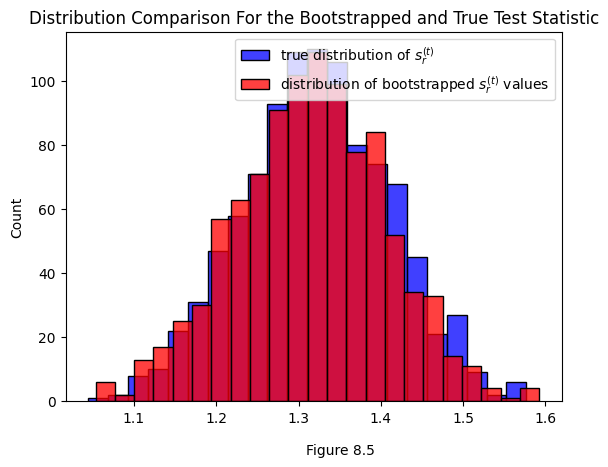 Distribution Comparison For the Bootstrapped and True Test Statistic
true distribution of $s_r^{(t)}$
distribution of bootstrapped $s_r^{(t)}$ values
Count
100
80
60
40
20
0
1.1 1.2 1.3 1.4 1.5 1.6
Figure 8.5